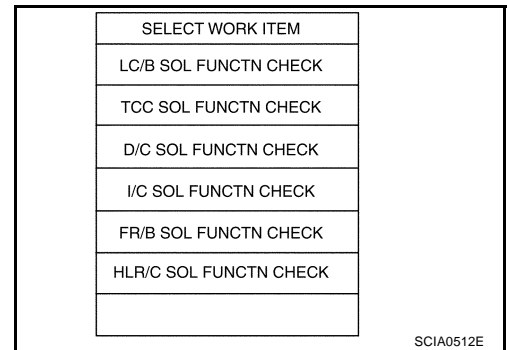 SELECT WORK ITEM
LC/B SOL FUNCTN CHECK
TCC SOL FUNCTN CHECK
D/C SOL FUNCTN CHECK
I/C SOL FUNCTN CHECK
FR/B SOL FUNCTN CHECK
HLR/C SOL FUNCTN CHECK
SCIA0512E